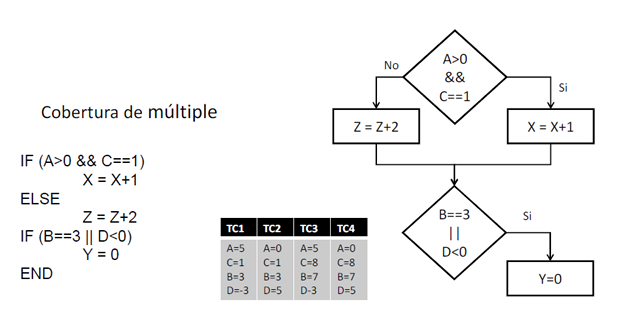 Cobertura de múltiple
IF (A>0 && C==1)
X = X+1
ELSE
Z = Z+2
IF (B==3 || D<0)
Y = 0
END
TC1 TC2 TC3 TC4
A=5 A=0 A=5 A=0
C=1 C=1 C=8 C=8
B=3 B=3 B=7 B=7
D=-3 D=5 D-3 D=5
A>0
&&
C==1
No
Si
Z = Z+2
X = X+1
B==3
||
D<0
Si
Y=0